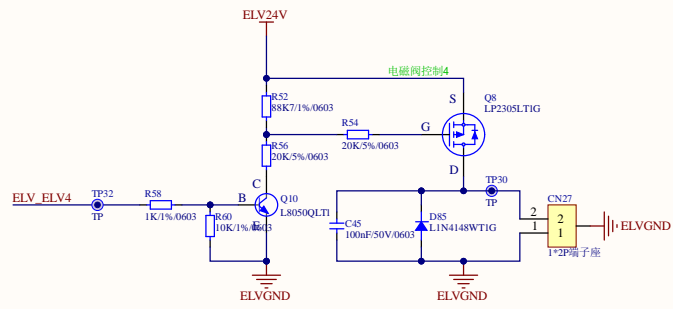 ELV24V
电磁阀控制4
R52
88K7/1%/0603
S
Q8
LP2305LT1G
R54
G
20K/5%/0603
R56
20K/5%/0603
D
C
TP32
R58
B
Q10
TP30
CN27
ELV_ELV4
TP
1K/1%/0603
L8050QLT1
TP
R60
10K/1%/0603
E
C45
100nF/50V/0603
D85
L1N4148WT1G
2
2
1
1
ELVGND
1*2P端子座
ELVGND
ELVGND